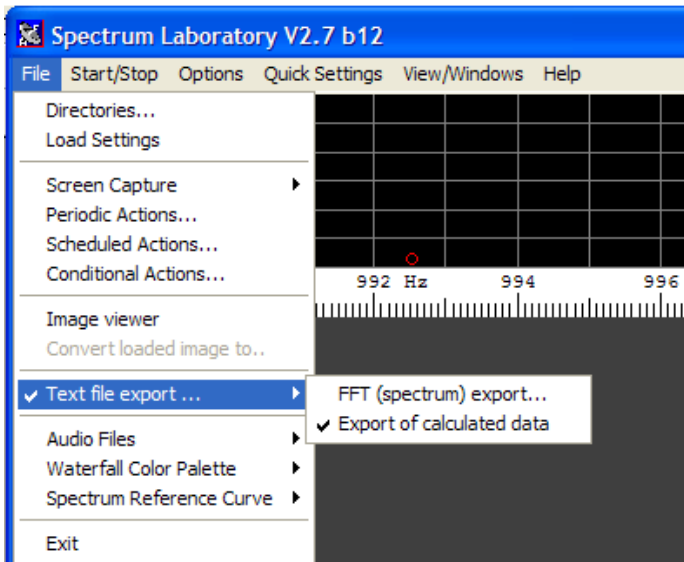 Spectrum Laboratory V2.7 b12
File Start/Stop Options Quick Settings View/Windows Help
Directories...
Load Settings
Screen Capture
Periodic Actions...
Scheduled Actions...
Conditional Actions...
992 Hz 994 996
Image viewer
Convert loaded image to..
Text file export ...
FFT (spectrum) export...
Export of calculated data
Audio Files
Waterfall Color Palette
Spectrum Reference Curve
Exit